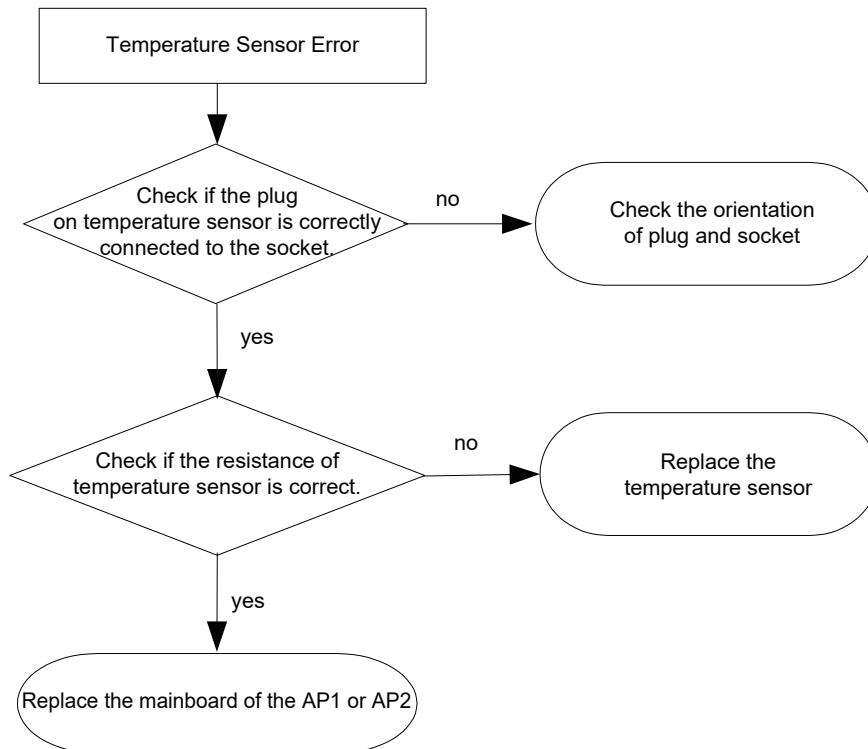 Temperature Sensor Error
Check if the plug
on temperature sensor is correctly
connected to the socket.
no
Check the orientation
of plug and socket
yes
Check if the resistance of
temperature sensor is correct.
no
Replace the
temperature sensor
yes
Replace the mainboard of the AP1 or AP2